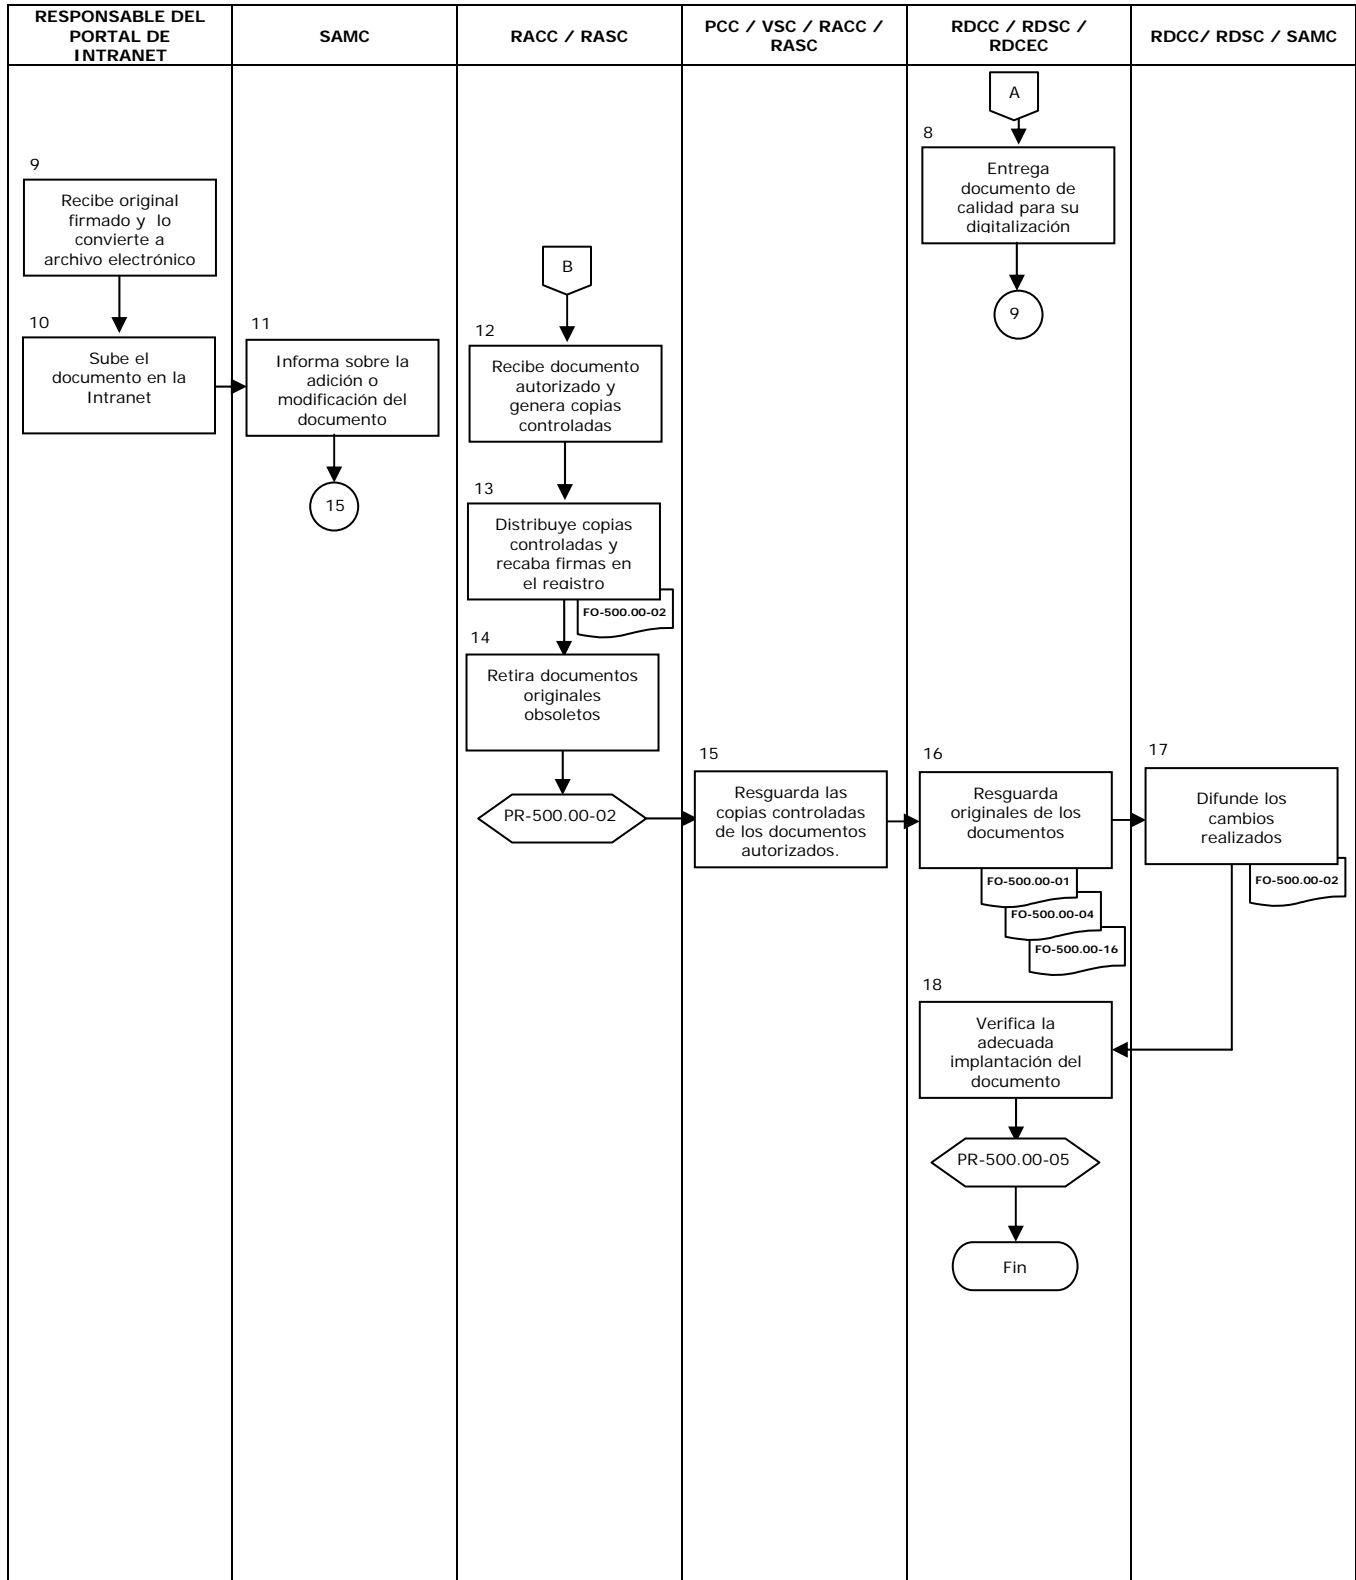 RESPONSABLE DEL
PORTAL DE
INTRANET
SAMC
RACC / RASC
PCC / VSC / RACC /
RASC
RDCC / RDSC /
RDCEC
RDCC/ RDSC / SAMC
A
8
Entrega
documento de
calidad para su
digitalización
9
9
Recibe original
firmado y lo
convierte a
archivo electrónico
10
Sube el
documento en la
Intranet
11
Informa sobre la
adición o
modificación del
documento
15
B
12
Recibe documento
autorizado y
genera copias
controladas
13
Distribuye copias
controladas y
recaba firmas en
el registro
FO-500.00-02
14
Retira documentos
originales
obsoletos
PR-500.00-02
15
Resguarda las
copias controladas
de los documentos
autorizados.
16
Resguarda
originales de los
documentos
FO-500.00-01
FO-500.00-04
FO-500.00-16
17
Difunde los
cambios
realizados
FO-500.00-02
18
Verifica la
adecuada
implantación del
documento
PR-500.00-05
Fin